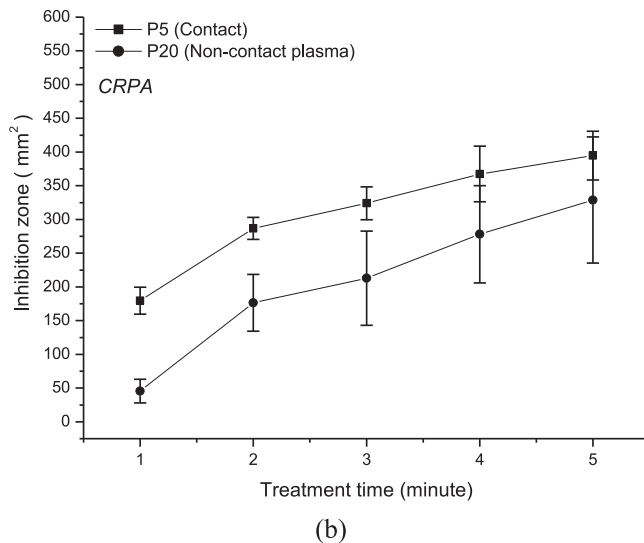 600
550
500
450
400
350
300
250
200
150
100
50
0
Inhibition zone ( mm²)
P5 (Contact)
P20 (Non-contact plasma)
CRPA
1 2 3 4 5
Treatment time (minute)
(b)